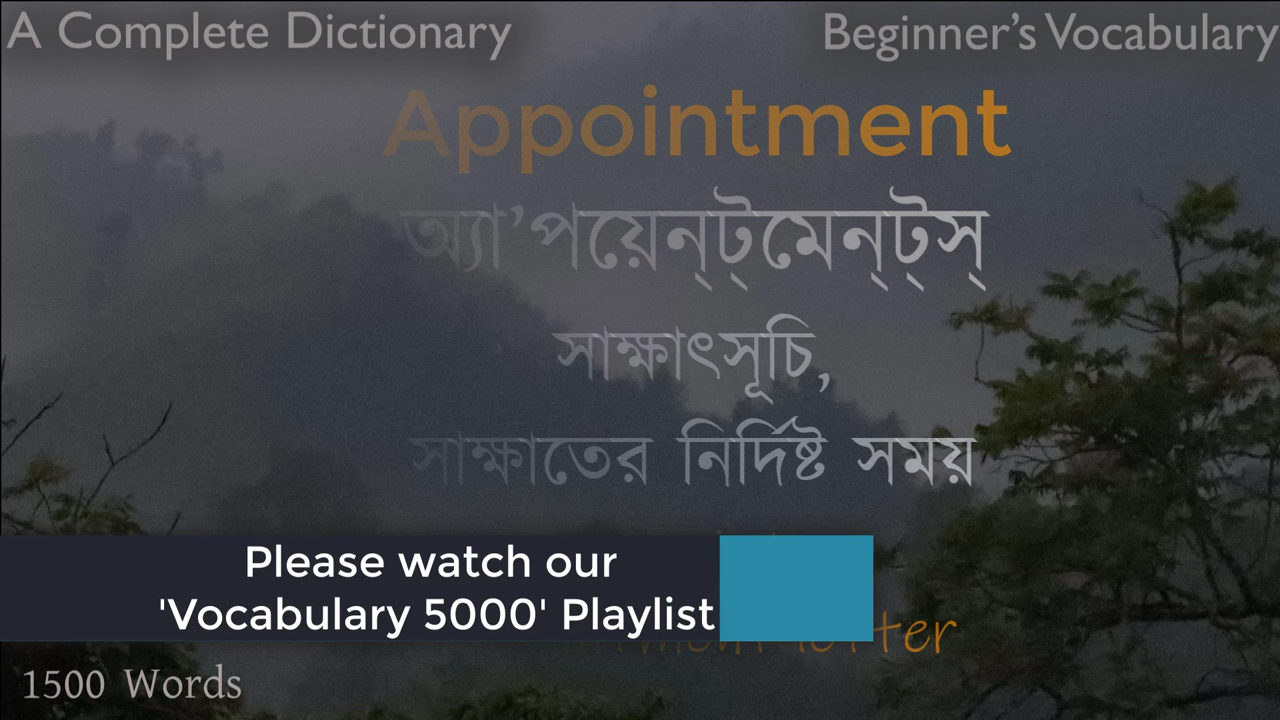 A Complete Dictionary
Beginner's Vocabulary
Appointment
অ্যা'পয়েন্‌ট্‌মেন্‌ট্‌স্‌
সাক্ষাৎসূচি,
সাক্ষাতের নির্দিষ্ট সময়
Please watch our
'Vocabulary 5000' Playlist
1500 Words